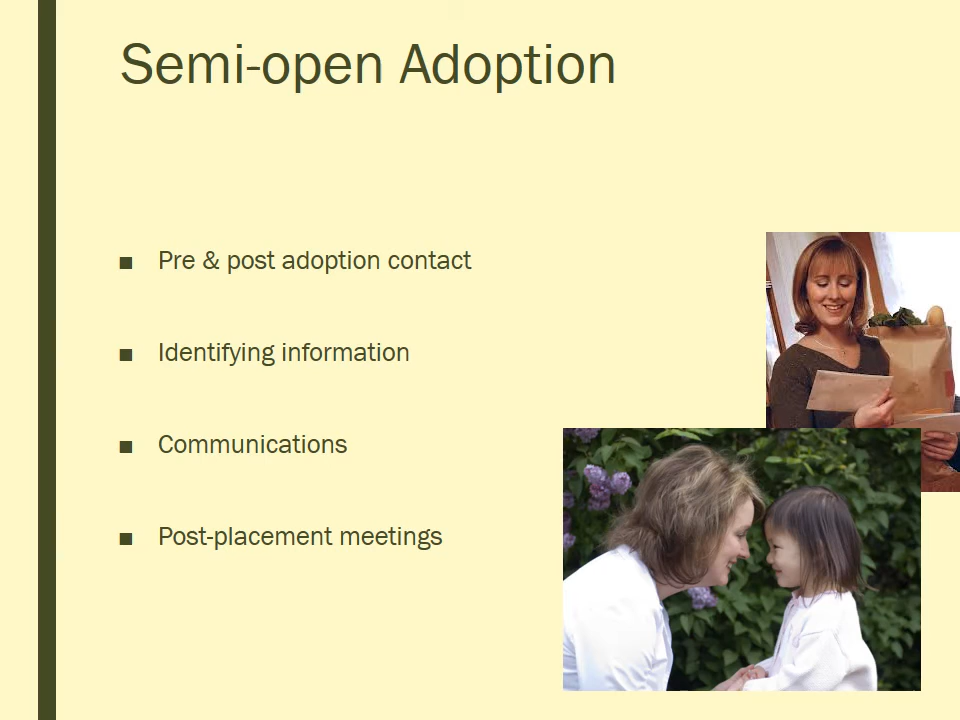 Semi-open Adoption
■ Pre & post adoption contact
■ Identifying information
■ Communications
■ Post-placement meetings